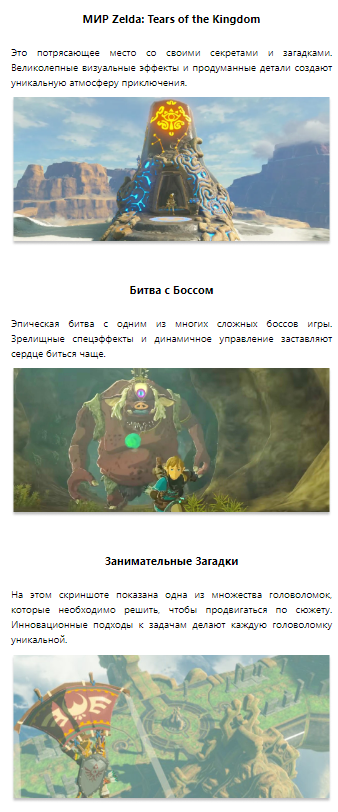 МИР Zelda: Tears of the Kingdom
Это потрясающее место со своими секретами и загадками.
Великолепные визуальные эффекты и продуманные детали создают
уникальную атмосферу приключения.
Битва с Боссом
Эпическая битва с одним из многих сложных боссов игры.
Зрелищные спецэффекты и динамичное управление заставляют
сердце биться чаще.
Занимательные Загадки
На этом скриншоте показана одна из множества головоломок,
которые необходимо решить, чтобы продвигаться по сюжету.
Инновационные подходы к задачам делают каждую головоломку
уникальной.